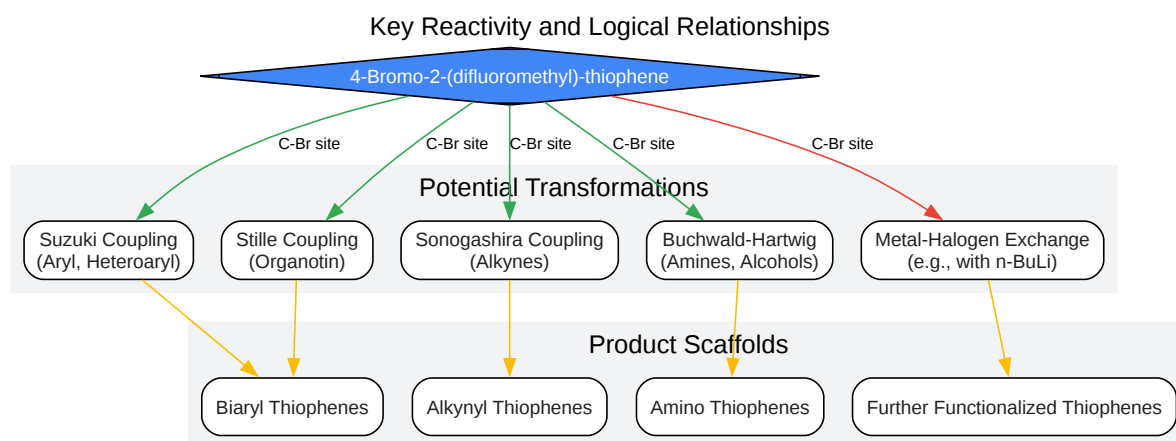 Key Reactivity and Logical Relationships
4-Bromo-2-(difluoromethyl)-thiophene
C-Br site
C-Br site
C-Br site
C-Br site
C-Br site
Potential Transformations
Suzuki Coupling
(Aryl, Heteroaryl)
Stille Coupling
(Organotin)
Sonogashira Coupling
(Alkynes)
Buchwald-Hartwig
(Amines, Alcohols)
Metal-Halogen Exchange
(e.g., with n-BuLi)
Product Scaffolds
Biaryl Thiophenes
Alkynyl Thiophenes
Amino Thiophenes
Further Functionalized Thiophenes